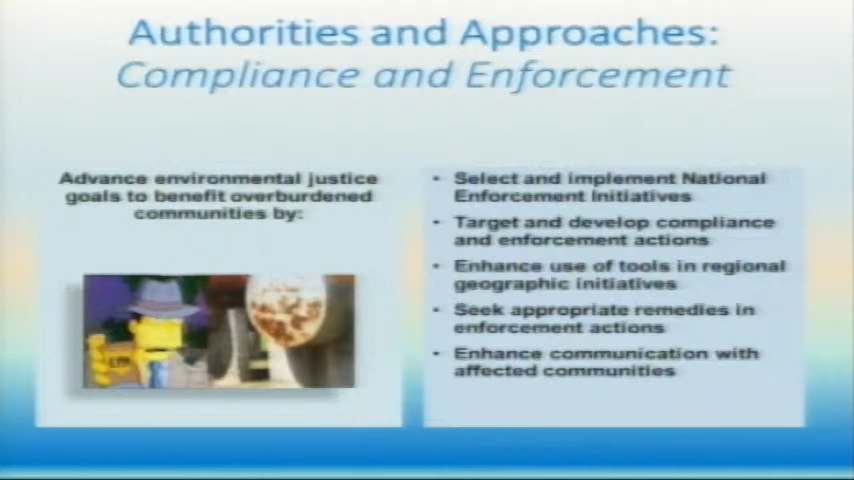 Authorities and Approaches:
Compliance and Enforcement
Advance environmental justice
goals to benefit overburdened
communities by:
• Select and implement National
Enforcement Initiatives
• Target and develop compliance
and enforcement actions
• Enhance use of tools in regional
geographic initiatives
• Seek appropriate remedies in
enforcement actions
• Enhance communication with
affected communities